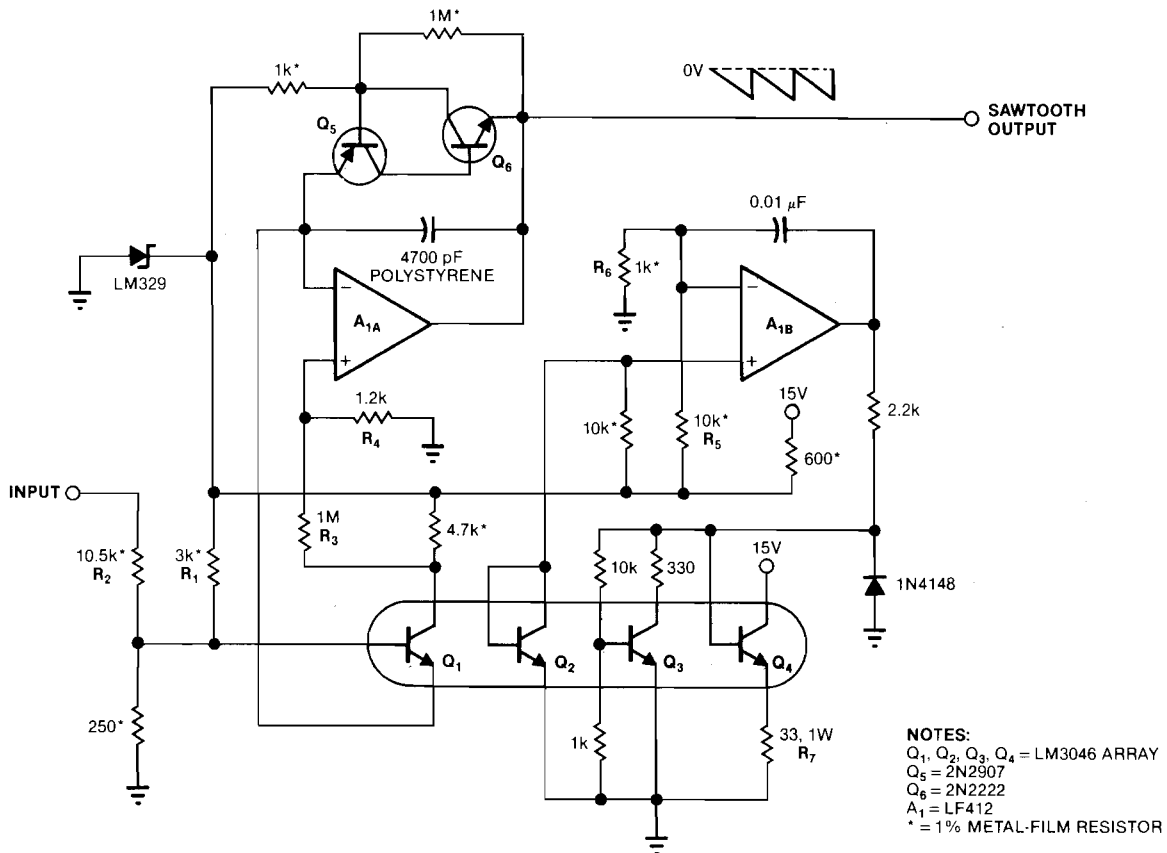 1M*
1k*
0V
SAWTOOTH
OUTPUT
Q5
Q6
0.01 µF
4700 pF
POLYSTYRENE
LM329
R6 1k*
−
A1A
+
−
A1B
+
1.2k
R4
15V
10k*
10k*
R5
600*
2.2k
INPUT
1M
R3
4.7k*
10.5k*
R2
3k*
R1
10k
330
15V
1N4148
Q1
Q2
Q3
Q4
250*
1k
33, 1W
R7
NOTES:
Q1, Q2, Q3, Q4 = LM3046 ARRAY
Q5 = 2N2907
Q6 = 2N2222
A1 = LF412
* = 1% METAL-FILM RESISTOR